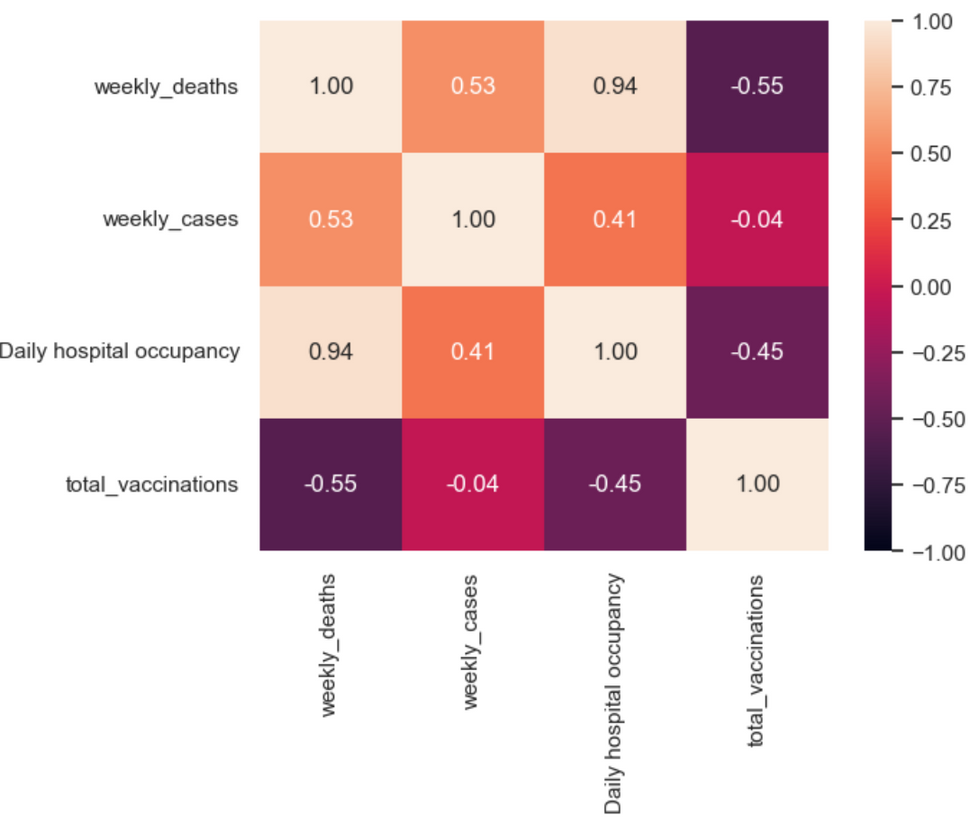 weekly_deaths 1.00 0.53 0.94 -0.55
weekly_cases 0.53 1.00 0.41 -0.04
Daily hospital occupancy 0.94 0.41 1.00 -0.45
total_vaccinations -0.55 -0.04 -0.45 1.00
weekly_deaths
weekly_cases
Daily hospital occupancy
total_vaccinations
1.00
0.75
0.50
0.25
0.00
−0.25
−0.50
−0.75
−1.00